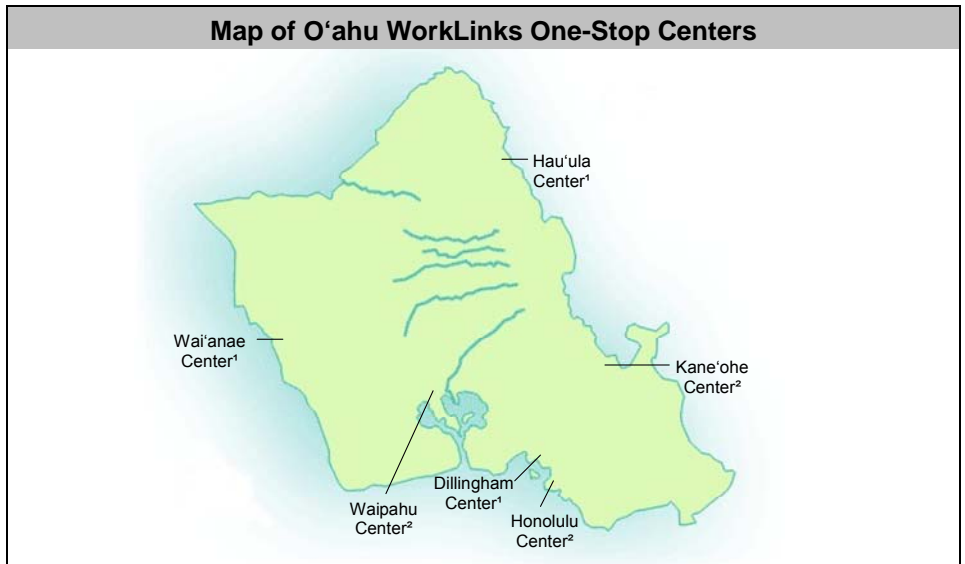 Map of O‘ahu WorkLinks One-Stop Centers
Hau‘ula
Center¹
Wai‘anae
Center¹
Kane‘ohe
Center²
Dillingham
Center¹
Waipahu
Center²
Honolulu
Center²